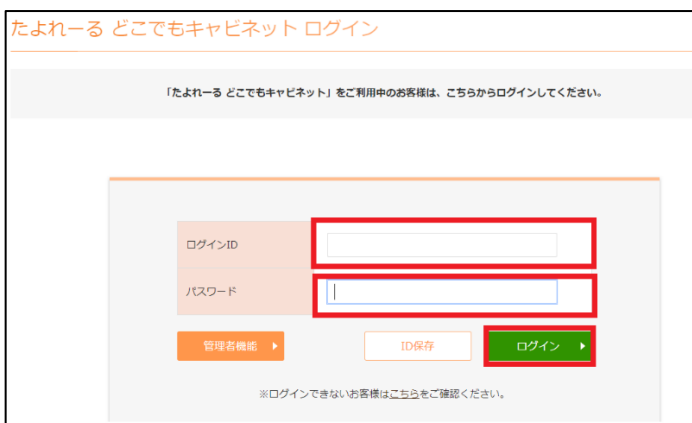 たよれーる どこでもキャビネット ログイン
「たよれーる どこでもキャビネット」をご利用中のお客様は、こちらからログインしてください。
ログインID
パスワード
管理者機能 ID保存 ログイン
※ログインできないお客様はこちらをご確認ください。